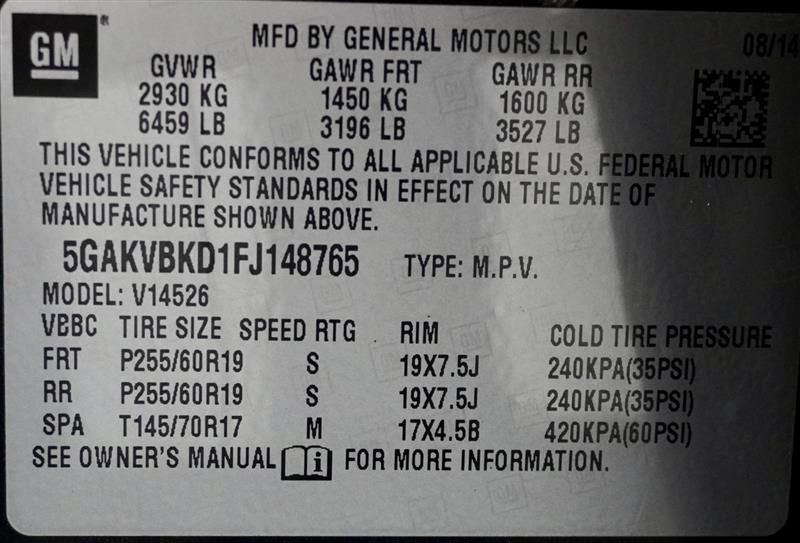 GM
MFD BY GENERAL MOTORS LLC 08/14
GVWR GAWR FRT GAWR RR
2930 KG 1450 KG 1600 KG
6459 LB 3196 LB 3527 LB
THIS VEHICLE CONFORMS TO ALL APPLICABLE U.S. FEDERAL MOTOR
VEHICLE SAFETY STANDARDS IN EFFECT ON THE DATE OF
MANUFACTURE SHOWN ABOVE.
5GAKVBKD1FJ148765 TYPE: M.P.V.
MODEL: V14526
VBBC TIRE SIZE SPEED RTG RIM COLD TIRE PRESSURE
FRT P255/60R19 S 19X7.5J 240KPA(35PSI)
RR P255/60R19 S 19X7.5J 240KPA(35PSI)
SPA T145/70R17 M 17X4.5B 420KPA(60PSI)
SEE OWNER'S MANUAL i FOR MORE INFORMATION.